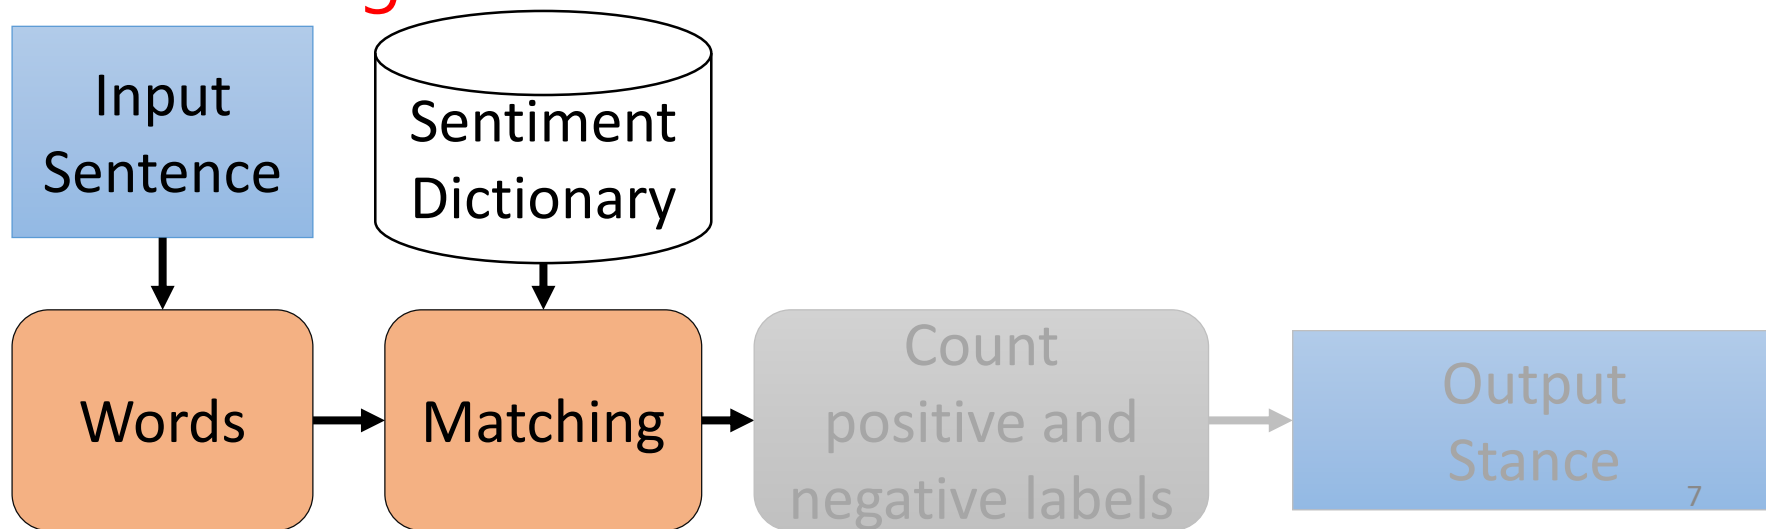 Input
Sentence
Sentiment
Dictionary
Words
Matching
Count
positive and
negative labels
Output
Stance
7